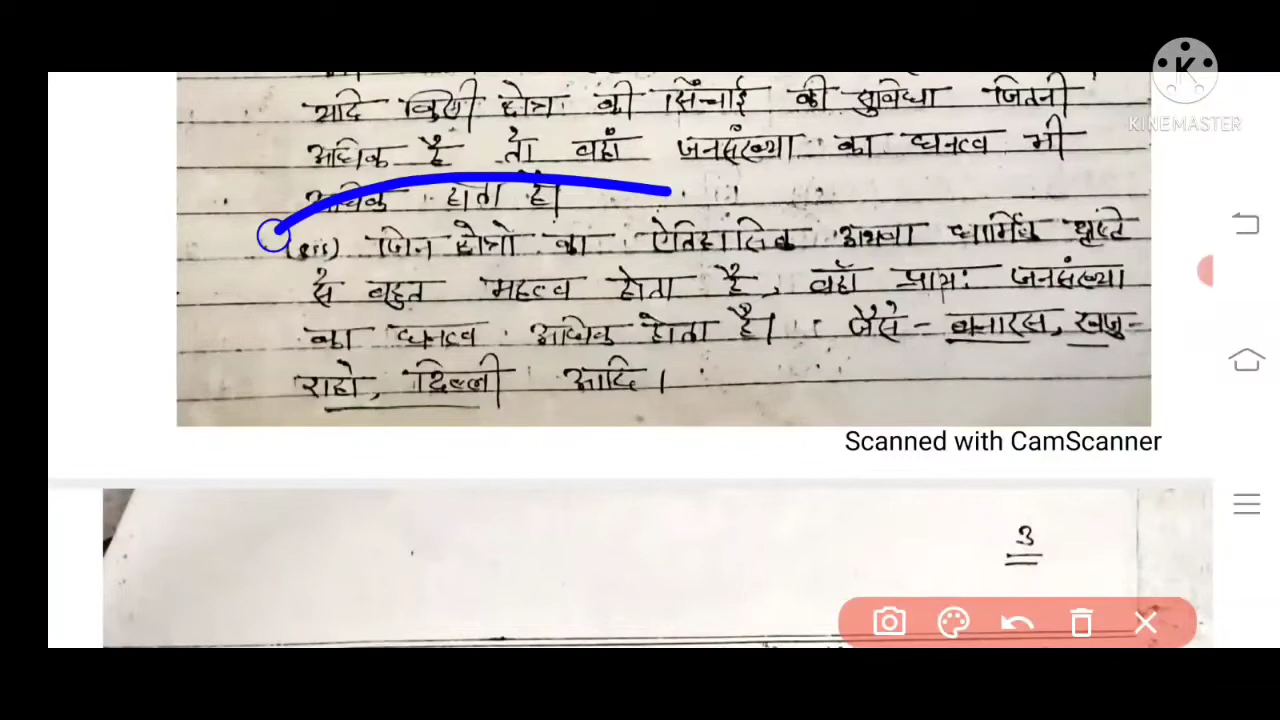 KINEMASTER
यदि किसी क्षेत्र की सिंचाई की सुविधा जितनी
अधिक है तो वहाँ जनसंख्या का घनत्व भी
अधिक होता है।
(iii) जिन क्षेत्रो का ऐतिहासिक अथवा धार्मिक दृष्टि
से बहुत महत्व होता है, वहाँ प्रायः जनसंख्या
का घनत्व अधिक होता है। जैसे - बनारस, खजु-
राहो, दिल्ली आदि।
Scanned with CamScanner
3